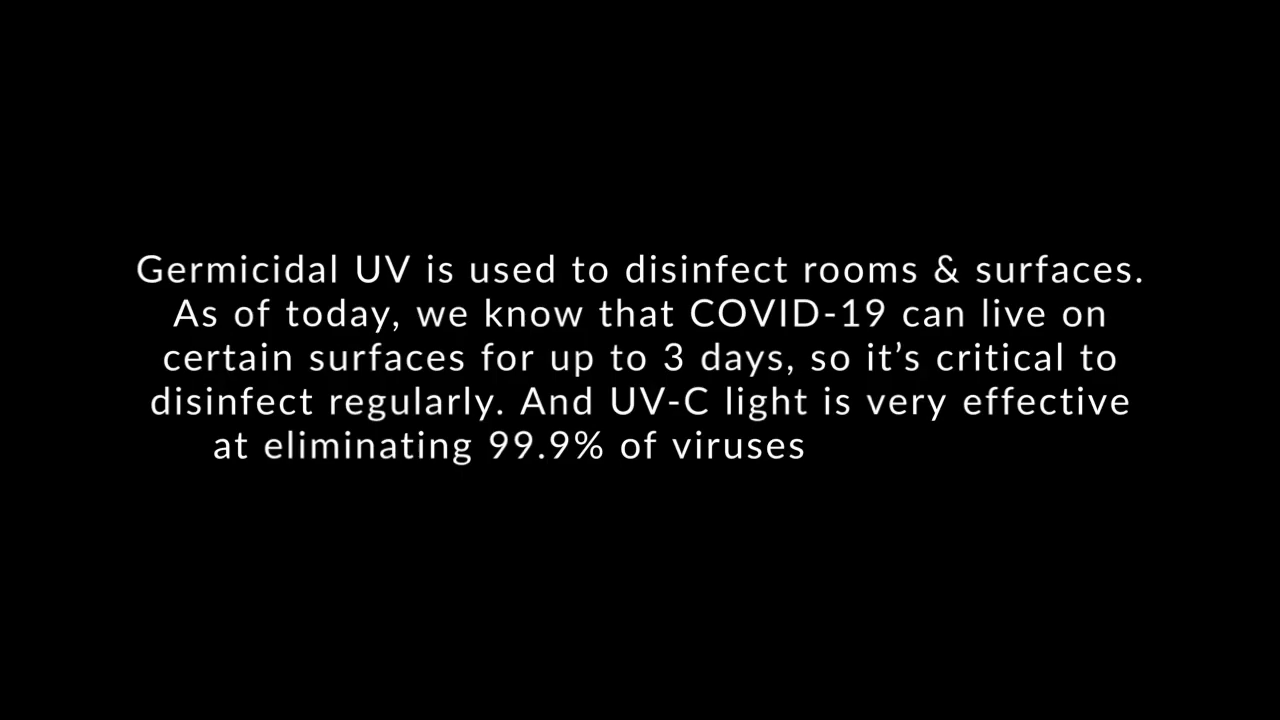 Germicidal UV is used to disinfect rooms & surfaces.
As of today, we know that COVID-19 can live on
certain surfaces for up to 3 days, so it’s critical to
disinfect regularly. And UV-C light is very effective
at eliminating 99.9% of viruses